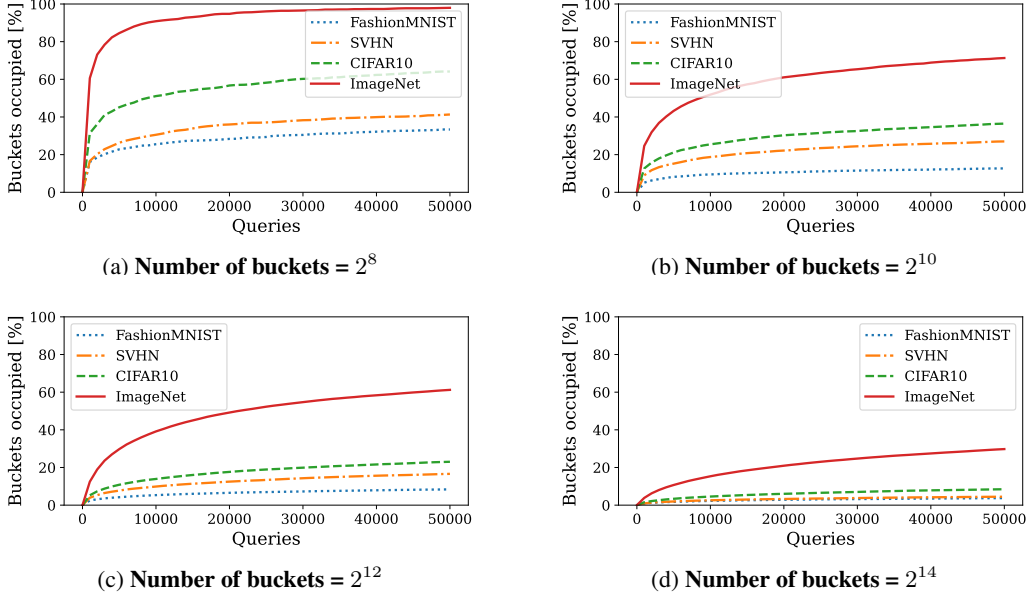 100
80
60
40
20
0
Buckets occupied [%]
0 10000 20000 30000 40000 50000
Queries
FashionMNIST
SVHN
CIFAR10
ImageNet
(a) Number of buckets = 2^8
100
80
60
40
20
0
Buckets occupied [%]
0 10000 20000 30000 40000 50000
Queries
FashionMNIST
SVHN
CIFAR10
ImageNet
(b) Number of buckets = 2^10
100
80
60
40
20
0
Buckets occupied [%]
0 10000 20000 30000 40000 50000
Queries
FashionMNIST
SVHN
CIFAR10
ImageNet
(c) Number of buckets = 2^12
100
80
60
40
20
0
Buckets occupied [%]
0 10000 20000 30000 40000 50000
Queries
FashionMNIST
SVHN
CIFAR10
ImageNet
(d) Number of buckets = 2^14